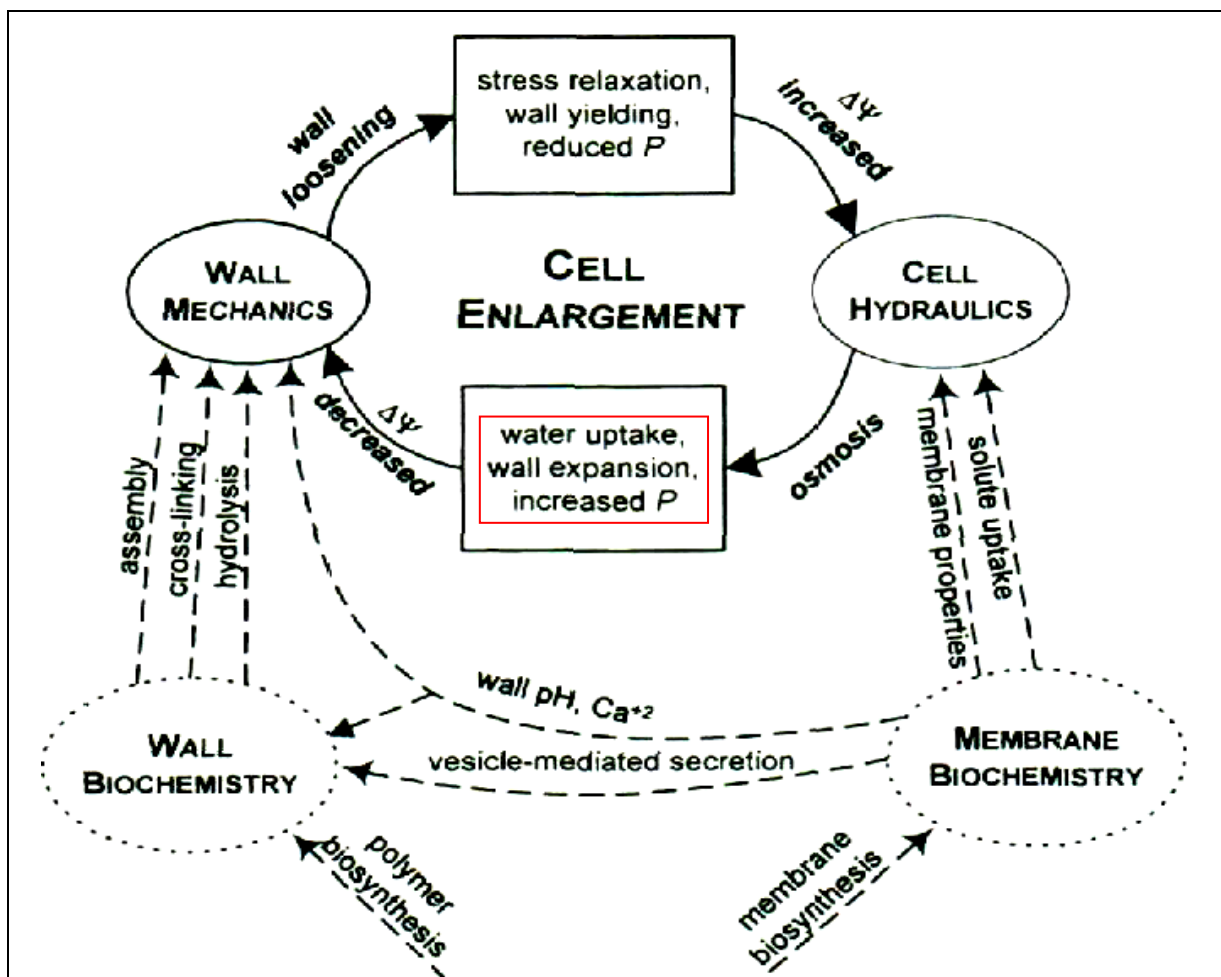 stress relaxation,
wall yielding,
reduced P
wall
loosening
ΔΨ
increased
WALL
MECHANICS
CELL
ENLARGEMENT
CELL
HYDRAULICS
ΔΨ
decreased
water uptake,
wall expansion,
increased P
osmosis
assembly
cross-linking
hydrolysis
membrane properties
solute uptake
wall pH, Ca+2
vesicle-mediated secretion
WALL
BIOCHEMISTRY
MEMBRANE
BIOCHEMISTRY
polymer
biosynthesis
membrane
biosynthesis